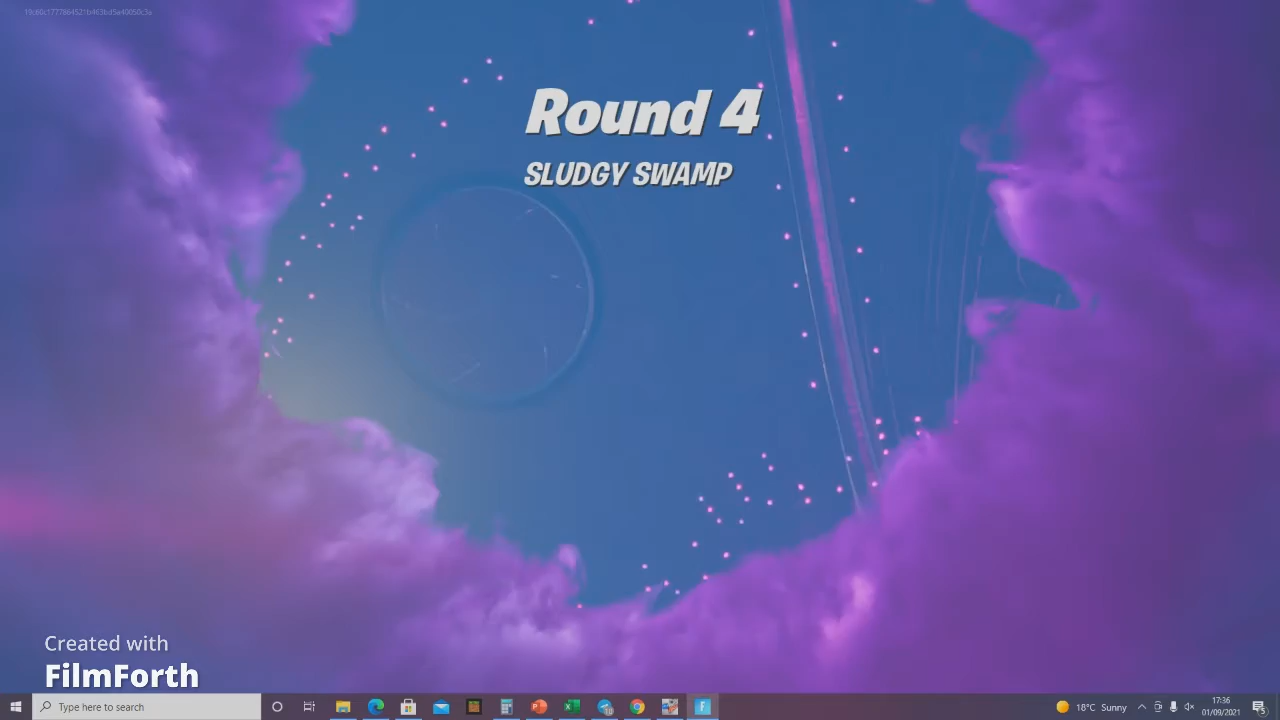 Round 4
SLUDGY SWAMP
Created with
FilmForth
Type here to search
18°C Sunny
17:36
01/09/2021